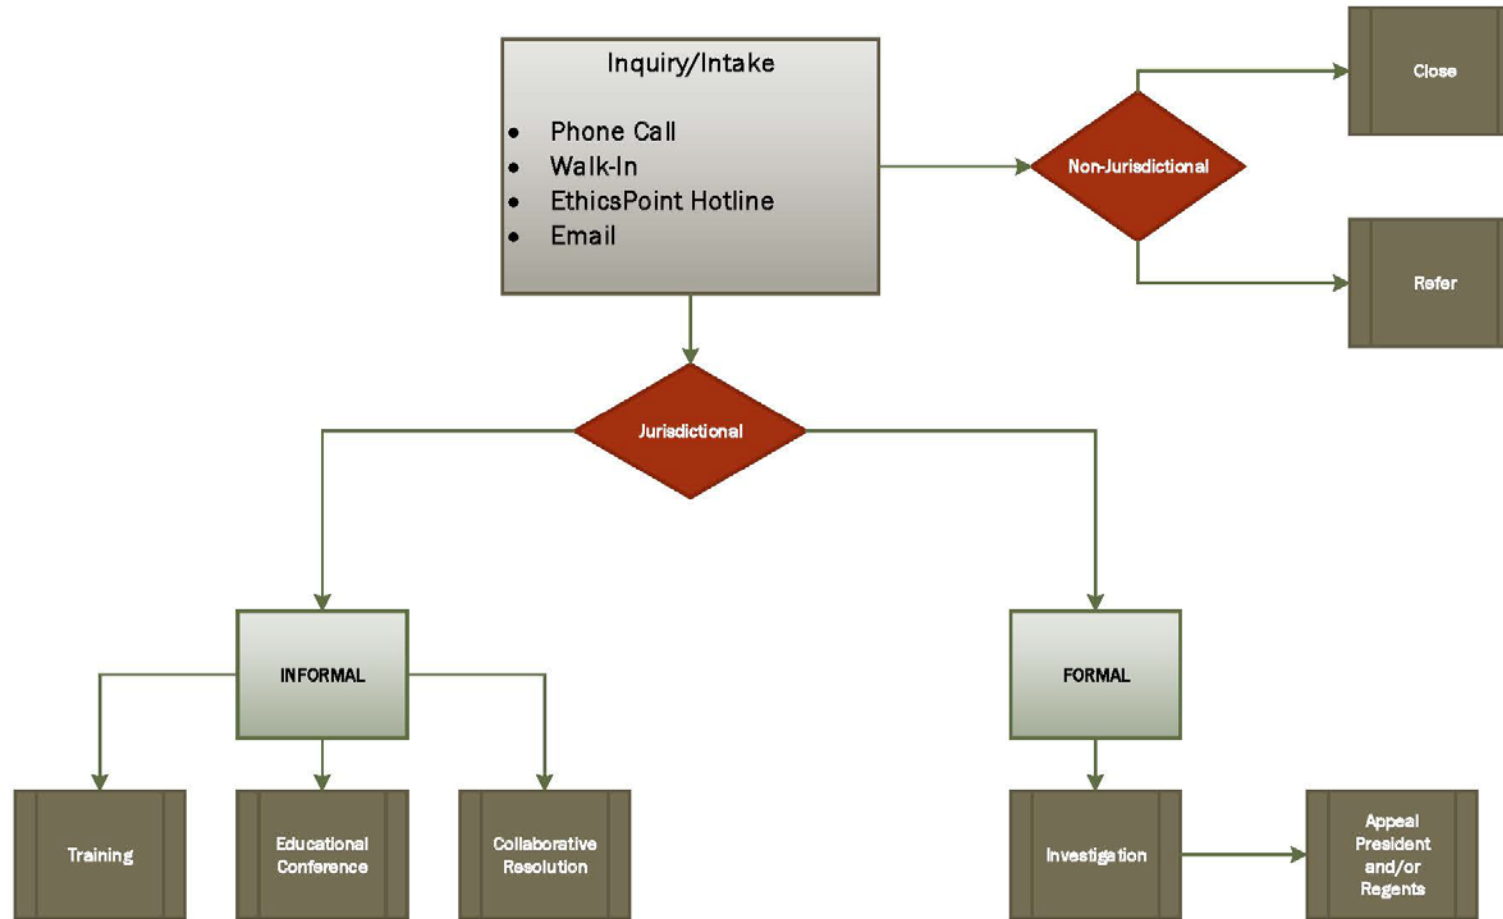 Inquiry/Intake
• Phone Call
• Walk-In
• EthicsPoint Hotline
• Email
Non-Jurisdictional
Close
Refer
Jurisdictional
INFORMAL
FORMAL
Training
Educational
Conference
Collaborative
Resolution
Investigation
Appeal
President
and/or
Regents